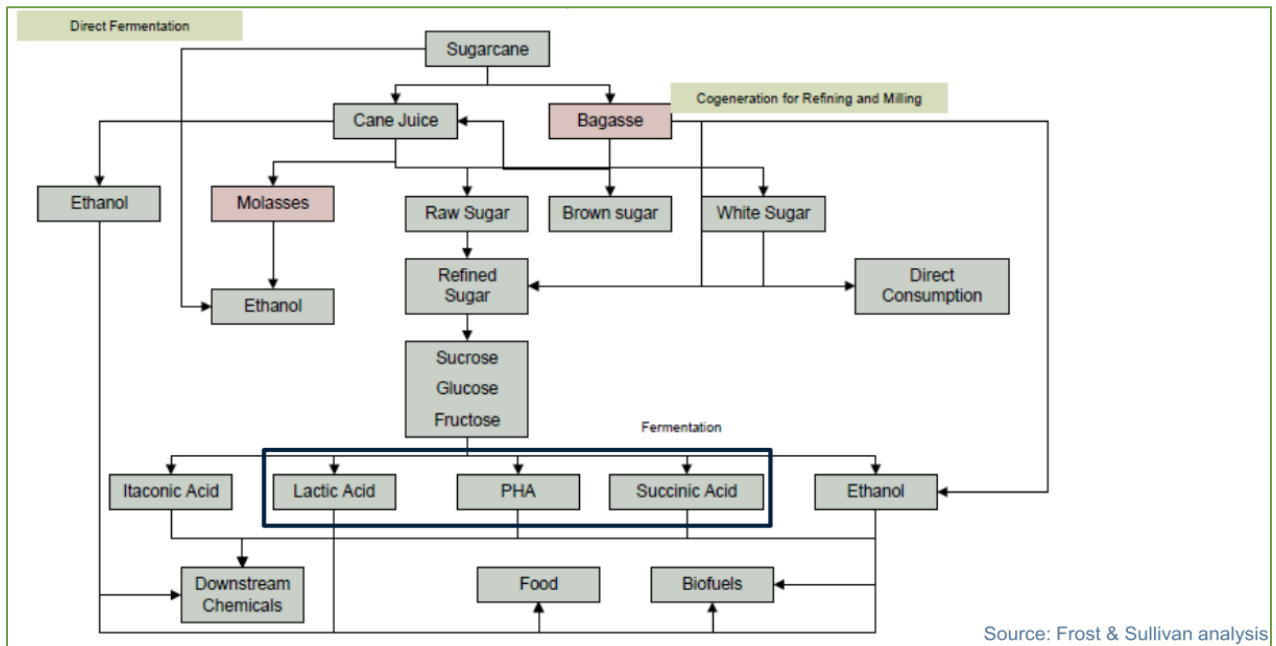 Direct Fermentation
Sugarcane
Cogeneration for Refining and Milling
Cane Juice
Bagasse
Ethanol
Molasses
Raw Sugar
Brown sugar
White Sugar
Ethanol
Refined
Sugar
Direct
Consumption
Sucrose
Glucose
Fructose
Fermentation
Itaconic Acid
Lactic Acid
PHA
Succinic Acid
Ethanol
Downstream
Chemicals
Food
Biofuels
Source: Frost & Sullivan analysis